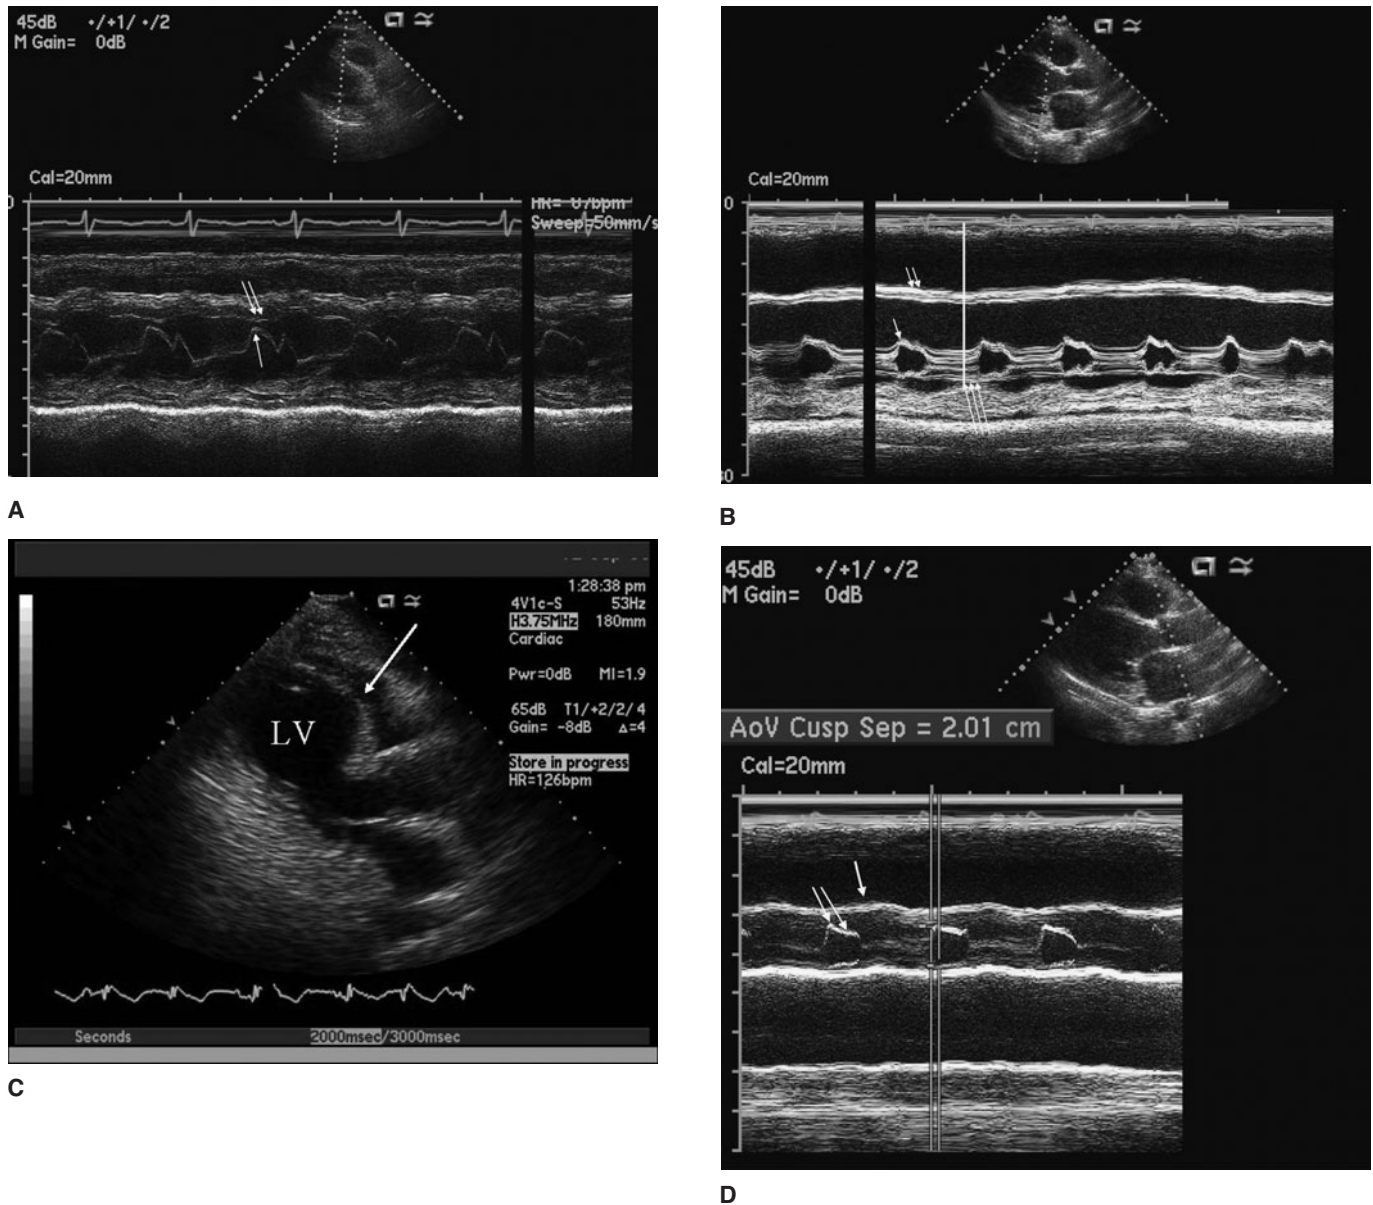 45dB •/+1/ •/2
M Gain= 0dB
Cal=20mm
0
Sweep=50mm/s
A
Cal=20mm
0
B
1:28:38 pm
4V1c-S 53Hz
H3.75MHz 180mm
Cardiac
Pwr=0dB MI=1.9
65dB T1/+2/2/4
Gain= -8dB Δ=4
Store in progress
HR=126bpm
LV
Seconds 2000msec/3000msec
C
45dB •/+1/ •/2
M Gain= 0dB
AoV Cusp Sep = 2.01 cm
Cal=20mm
D